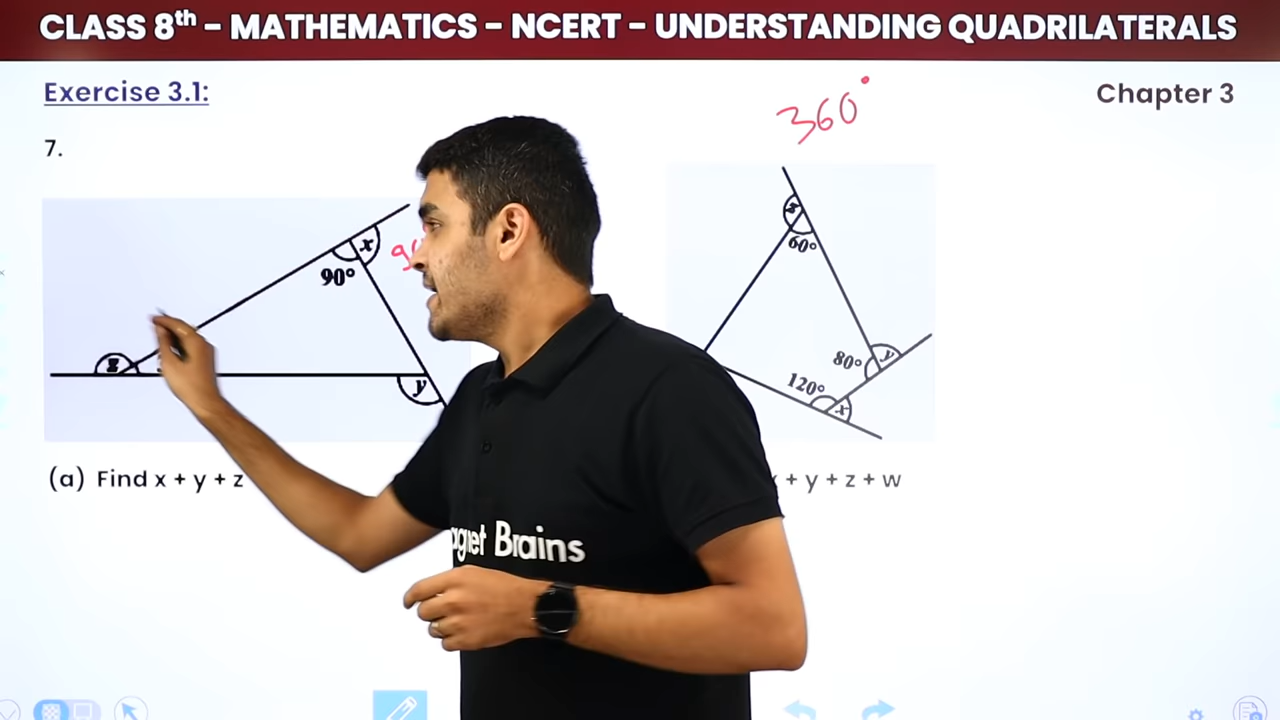 CLASS 8th – MATHEMATICS – NCERT – UNDERSTANDING QUADRILATERALS
Exercise 3.1:
Chapter 3
360°
7.
x
90°
z
y
60°
80°
y
120°
x
(a) Find x + y + z
+ y + z + w
Brains